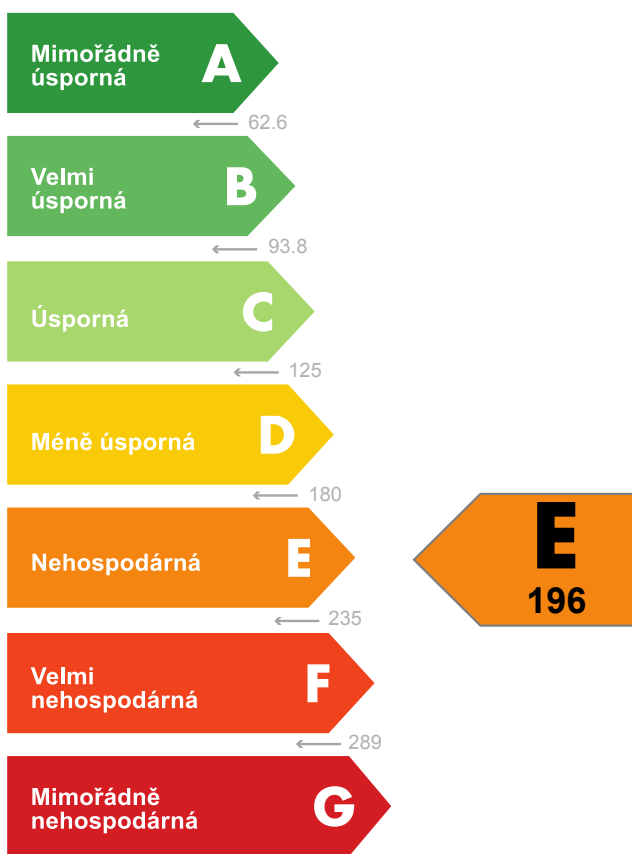 Mimořádně
úsporná
A
62.6
Velmi
úsporná
B
93.8
Úsporná
C
125
Méně úsporná
D
180
Nehospodárná
E
E
196
235
Velmi
nehospodárná
F
289
Mimořádně
nehospodárná
G